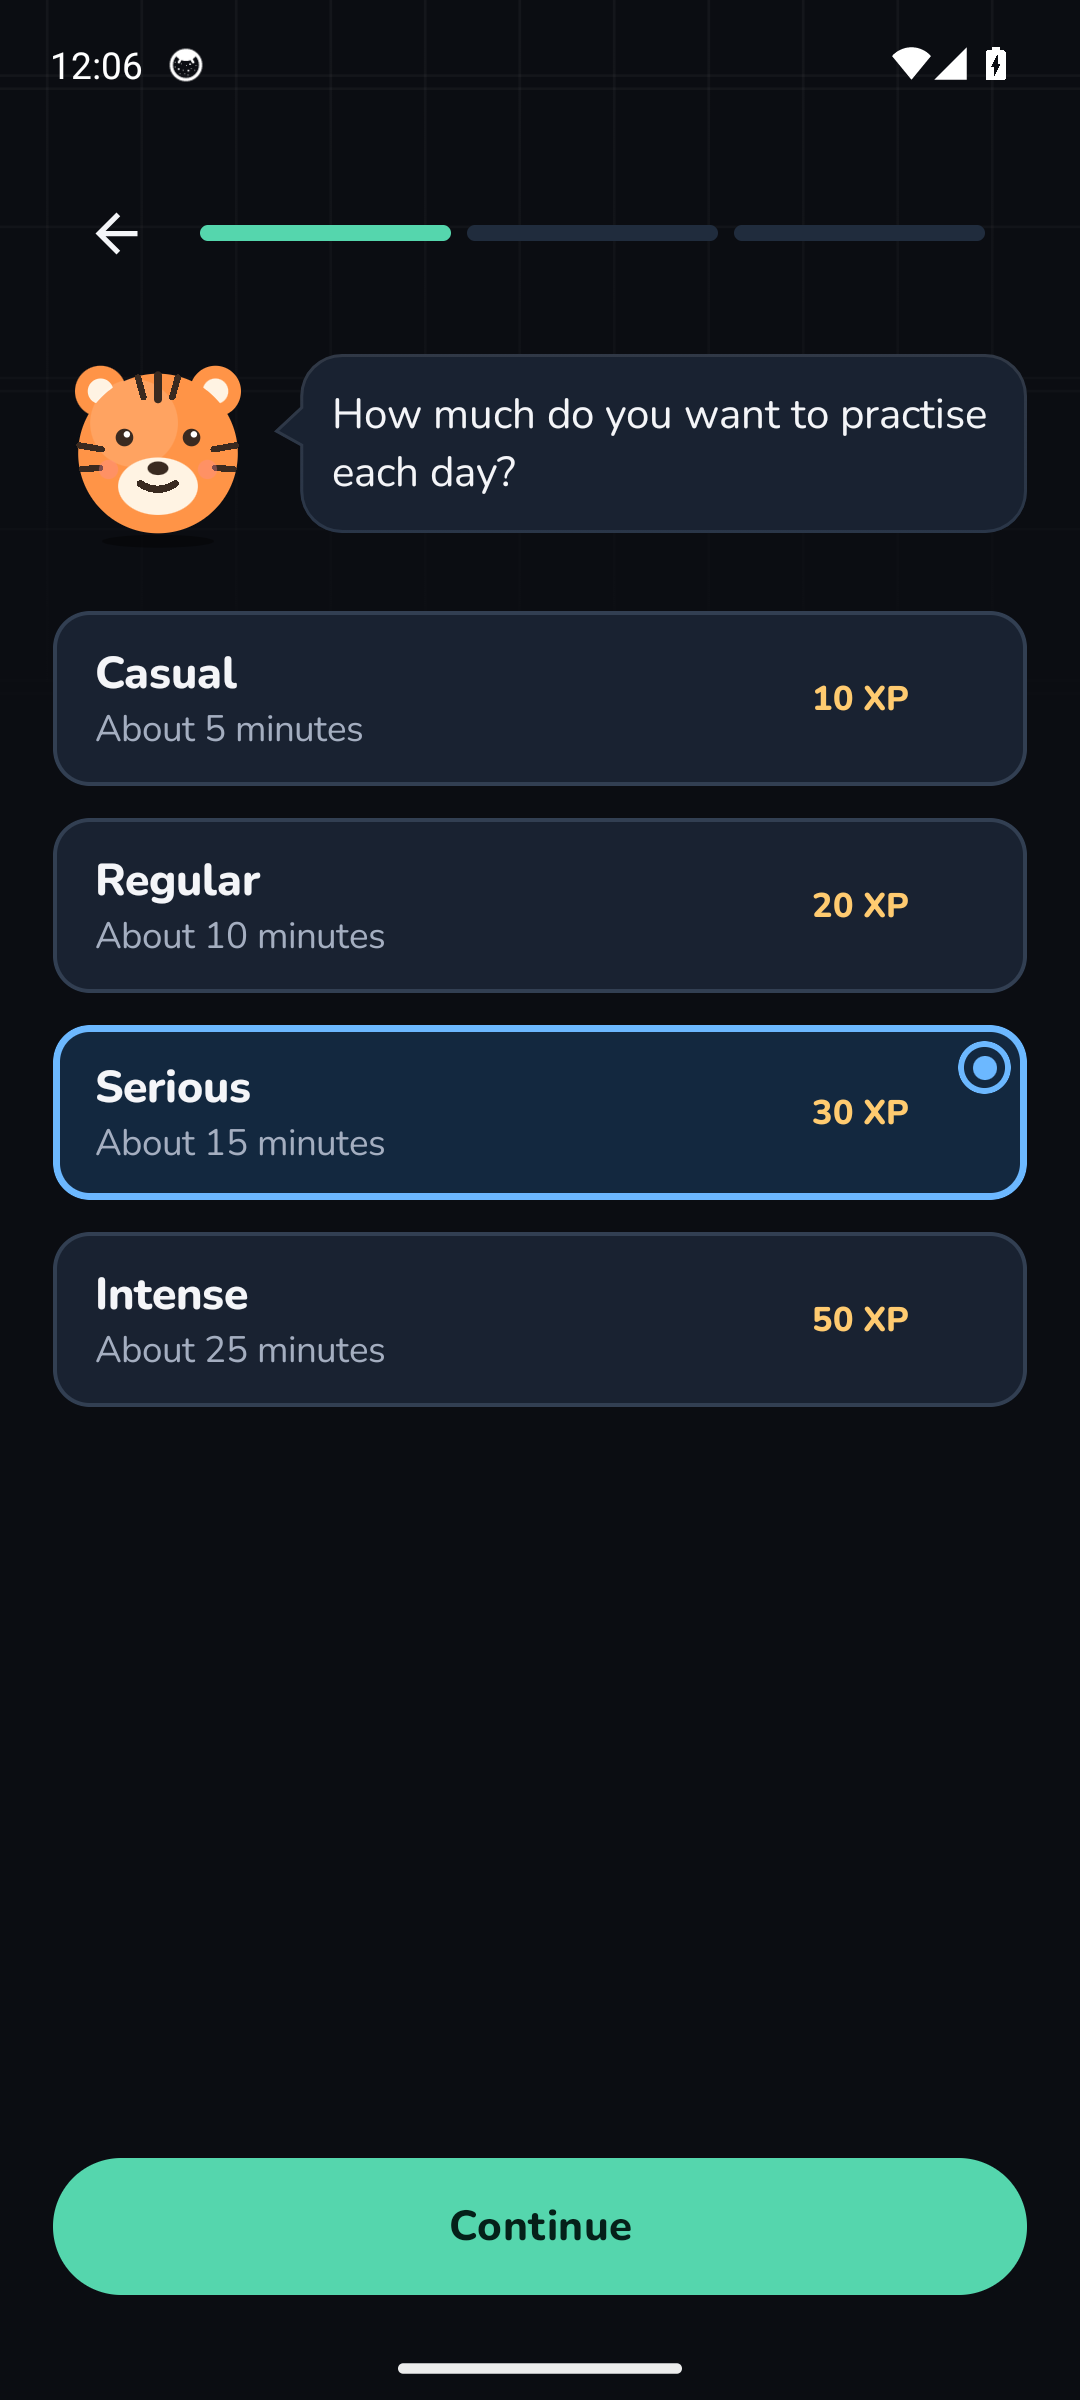 12:06
How much do you want to practise
each day?
Casual
About 5 minutes
10 XP
Regular
About 10 minutes
20 XP
Serious
About 15 minutes
30 XP
Intense
About 25 minutes
50 XP
Continue